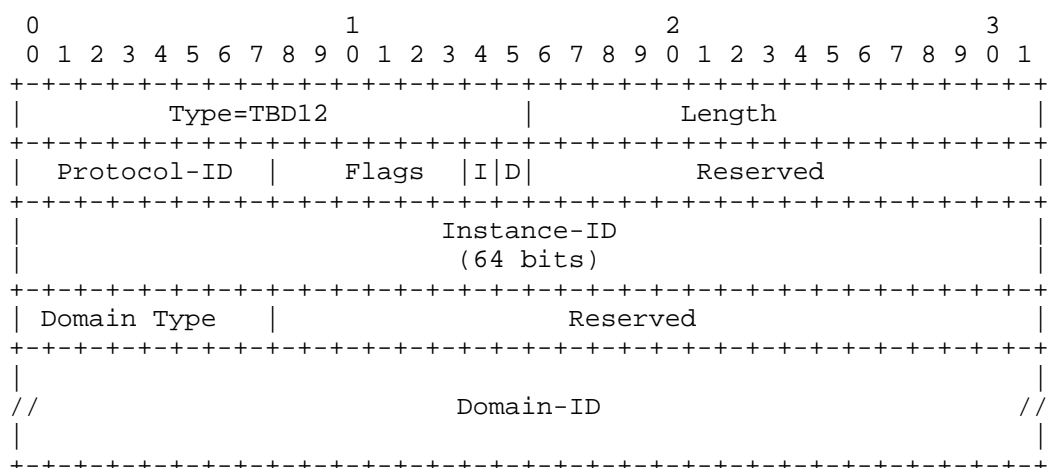 0                   1                   2                   3
 0 1 2 3 4 5 6 7 8 9 0 1 2 3 4 5 6 7 8 9 0 1 2 3 4 5 6 7 8 9 0 1
+-+-+-+-+-+-+-+-+-+-+-+-+-+-+-+-+-+-+-+-+-+-+-+-+-+-+-+-+-+-+-+-+
|         Type=TBD12            |         Length                |
+-+-+-+-+-+-+-+-+-+-+-+-+-+-+-+-+-+-+-+-+-+-+-+-+-+-+-+-+-+-+-+-+
|  Protocol-ID  |    Flags  |I|D|          Reserved             |
+-+-+-+-+-+-+-+-+-+-+-+-+-+-+-+-+-+-+-+-+-+-+-+-+-+-+-+-+-+-+-+-+
|                          Instance-ID                          |
|                           (64 bits)                           |
+-+-+-+-+-+-+-+-+-+-+-+-+-+-+-+-+-+-+-+-+-+-+-+-+-+-+-+-+-+-+-+-+
| Domain Type   |                  Reserved                     |
+-+-+-+-+-+-+-+-+-+-+-+-+-+-+-+-+-+-+-+-+-+-+-+-+-+-+-+-+-+-+-+-+
|                                                               |
//                          Domain-ID                          //
|                                                               |
+-+-+-+-+-+-+-+-+-+-+-+-+-+-+-+-+-+-+-+-+-+-+-+-+-+-+-+-+-+-+-+-+